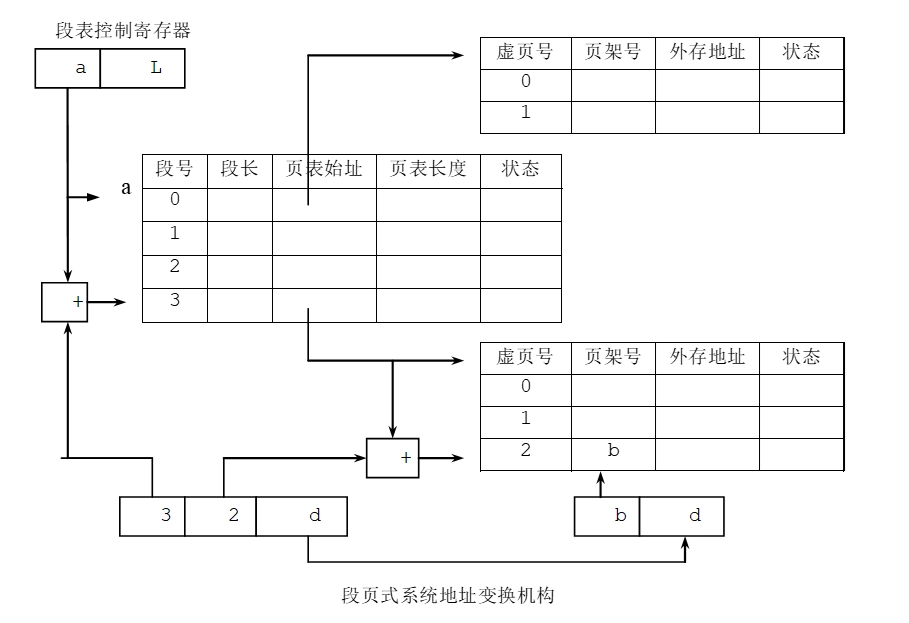 段表控制寄存器
a L
虚页号 页架号 外存地址 状态
0
1
a
段号 段长 页表始址 页表长度 状态
0
1
2
3
+
虚页号 页架号 外存地址 状态
0
1
2 b
+
3 2 d
b d
段页式系统地址变换机构